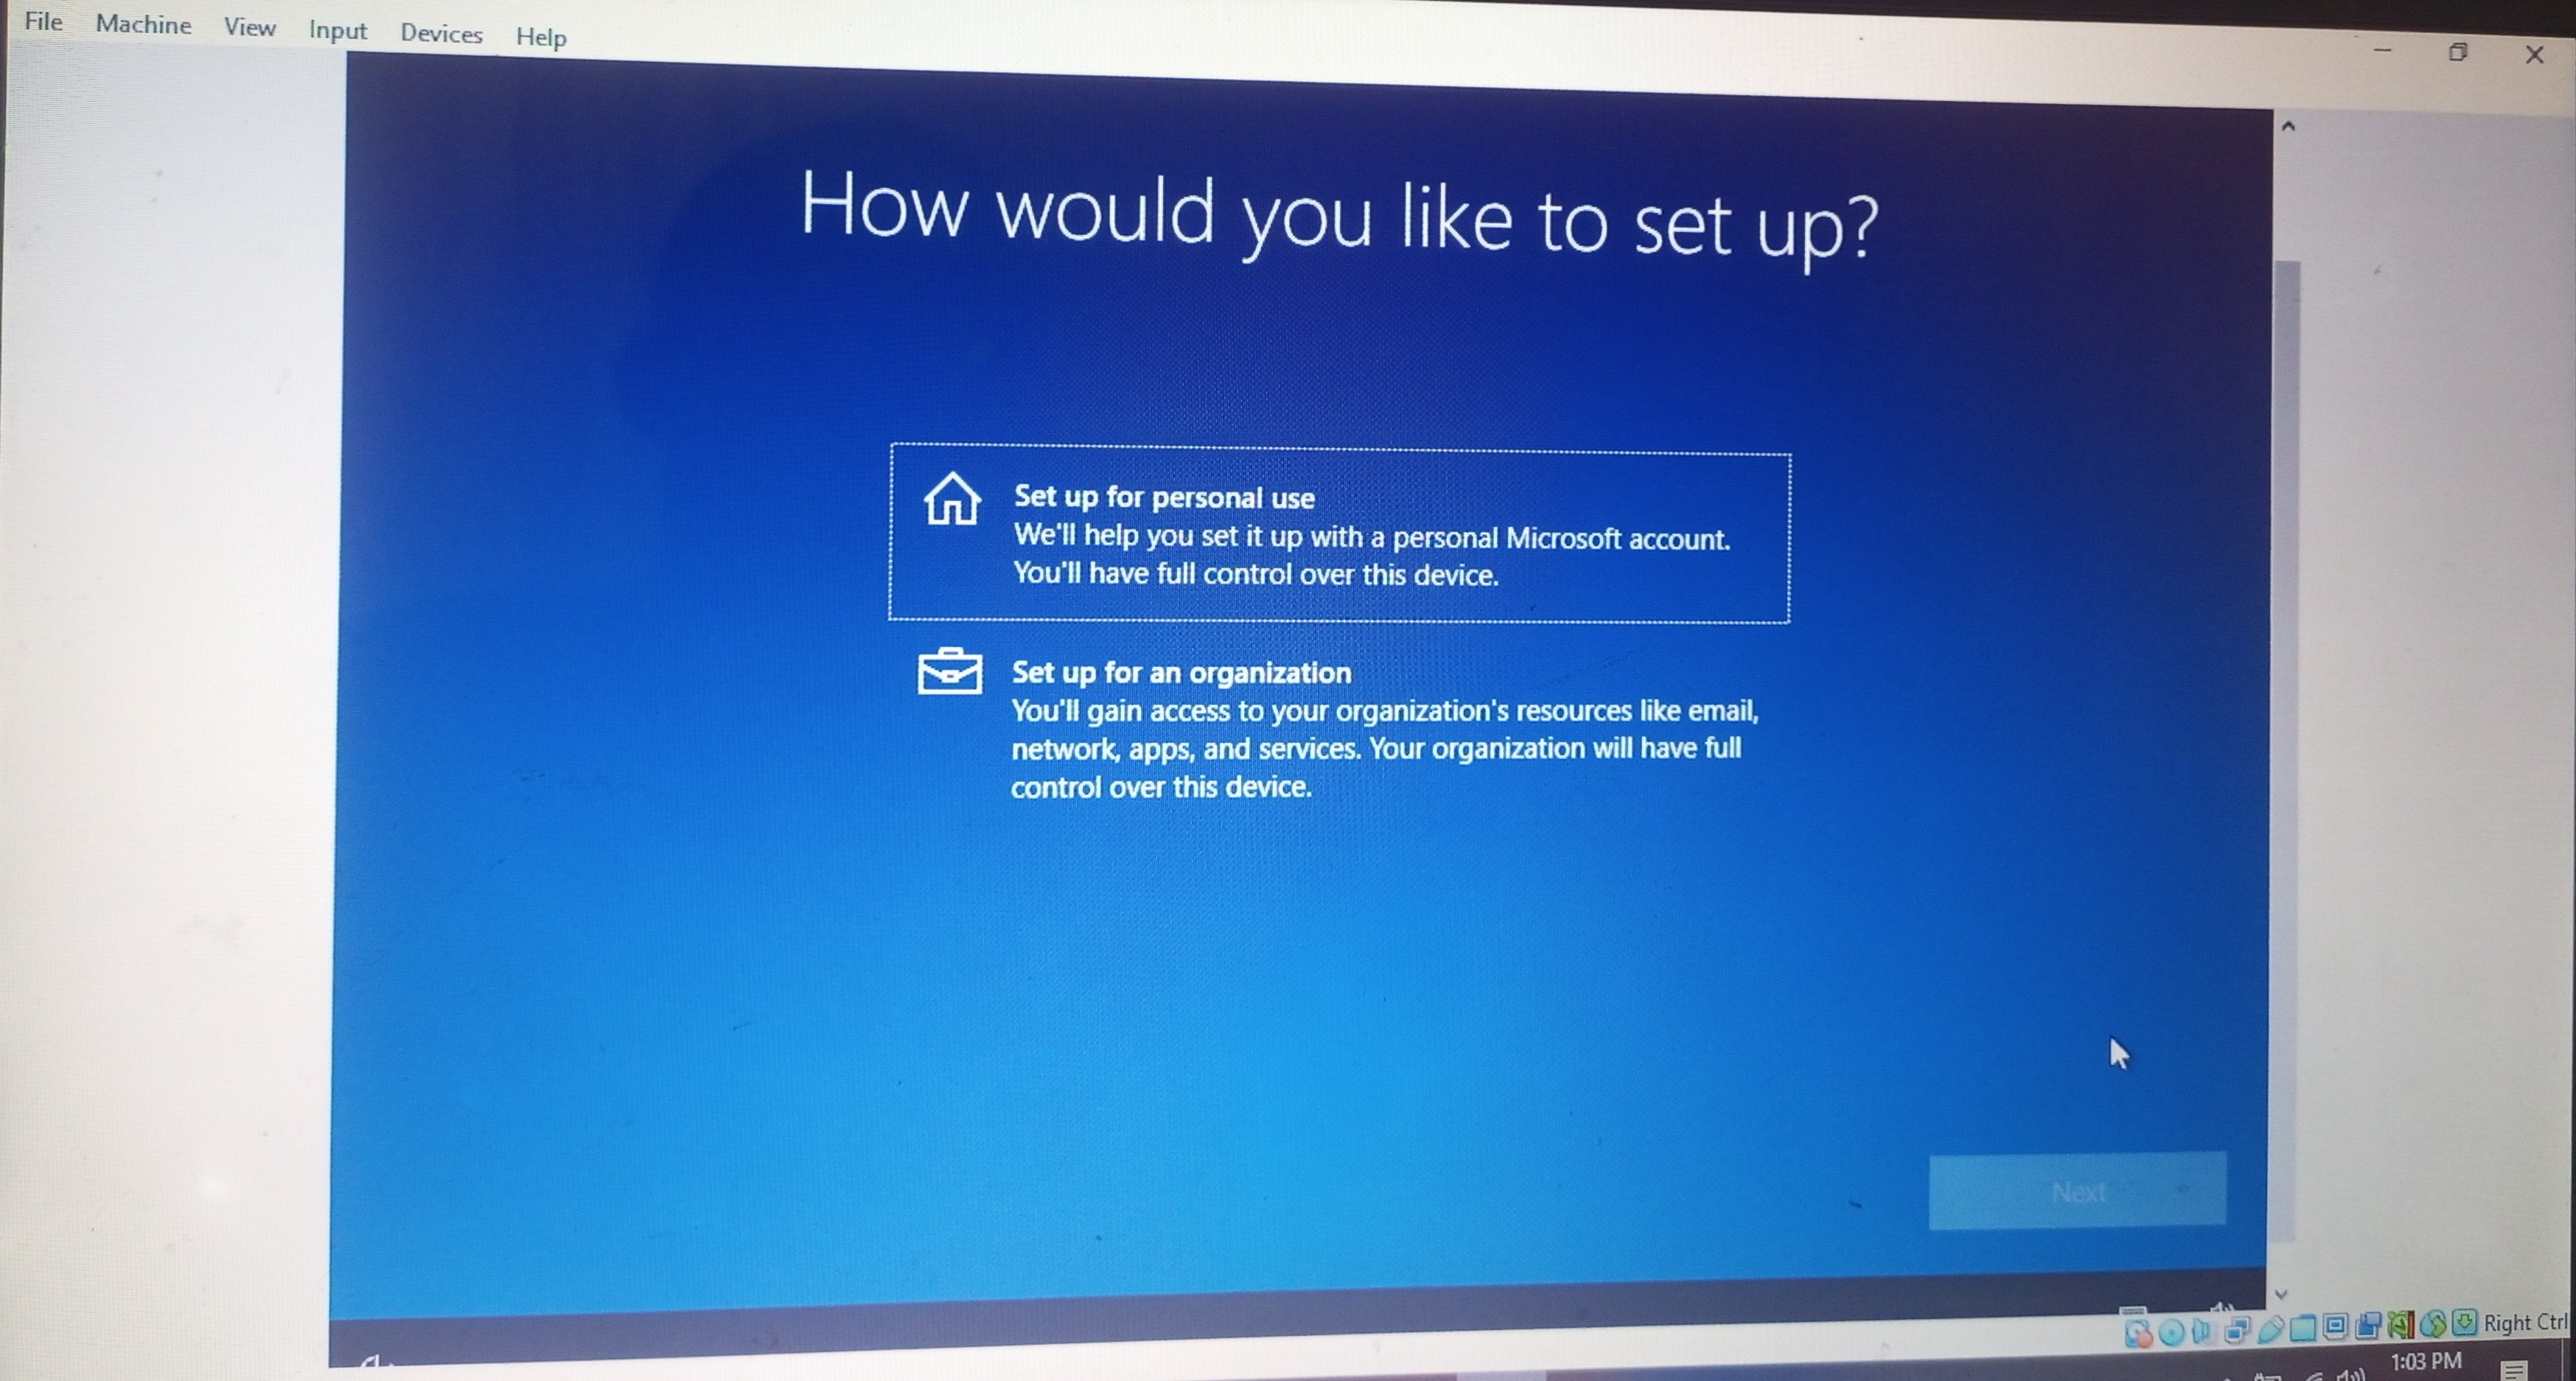 File Machine View Input Devices Help
How would you like to set up?
Set up for personal use
We'll help you set it up with a personal Microsoft account.
You'll have full control over this device.
Set up for an organization
You'll gain access to your organization's resources like email,
network, apps, and services. Your organization will have full
control over this device.
Next
Right Ctrl
1:03 PM